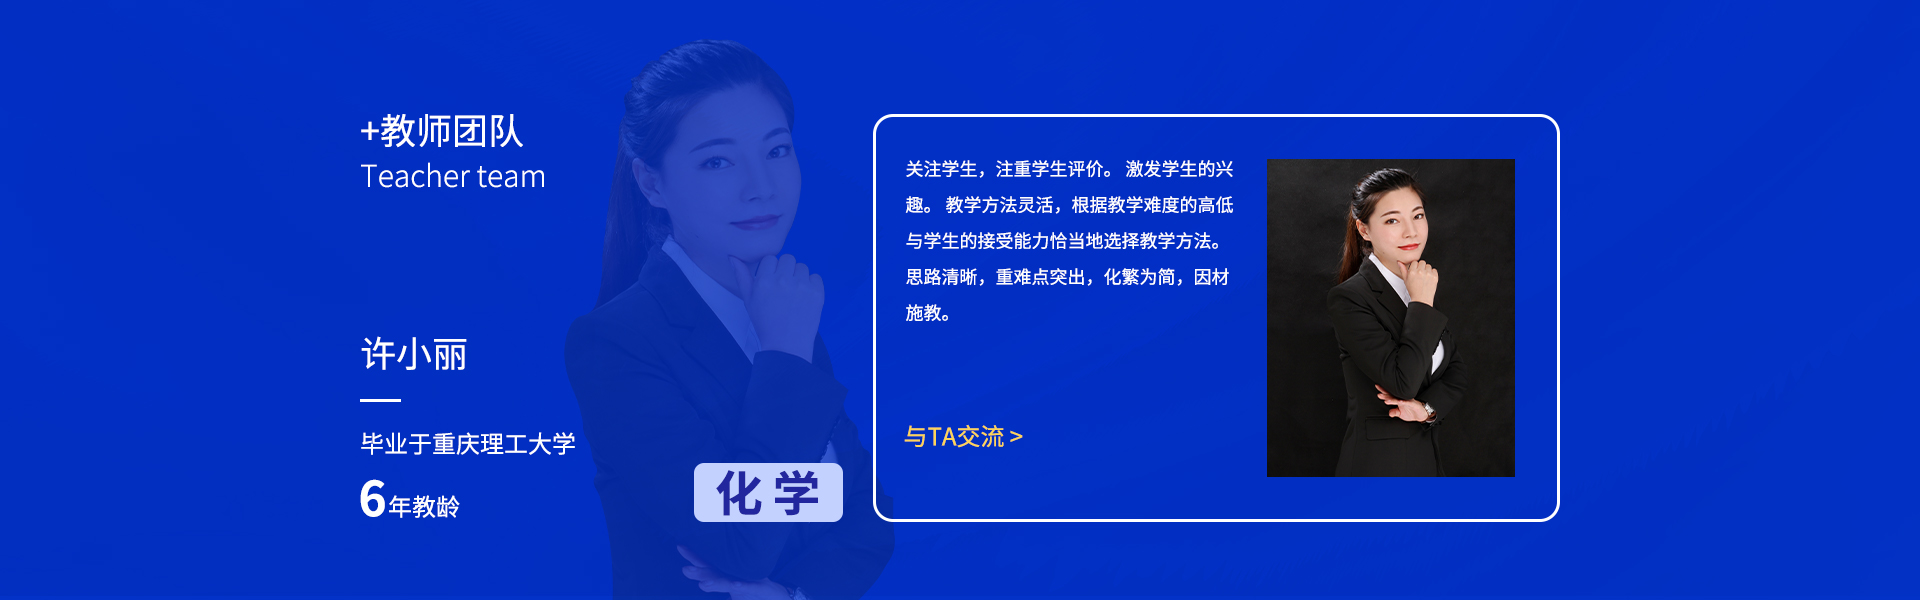 +教师团队
Teacher team
许小丽
毕业于重庆理工大学
6年教龄
化学
关注学生，注重学生评价。 激发学生的兴
趣。 教学方法灵活，根据教学难度的高低
与学生的接受能力恰当地选择教学方法。
思路清晰，重难点突出，化繁为简，因材
施教。
与TA交流 >